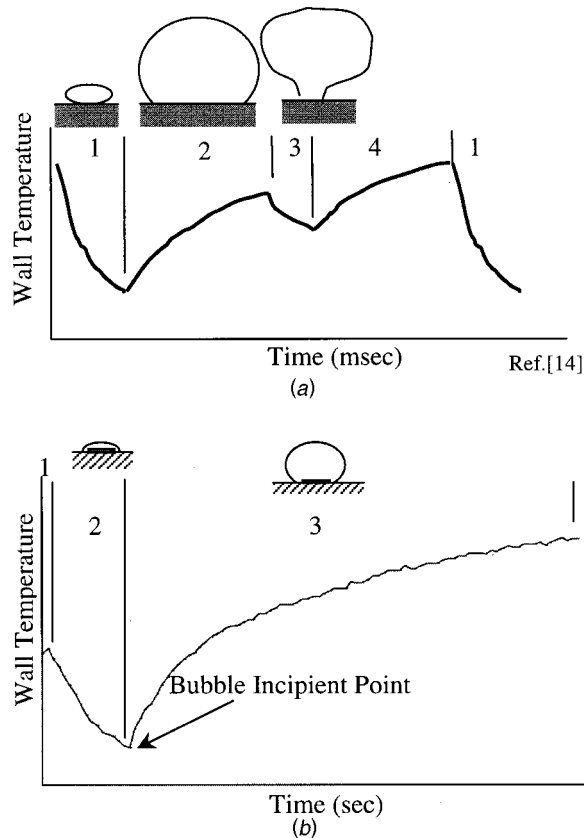 Wall Temperature
1 2 3 4 1
Time (msec)
Ref.[14]
(a)
Wall Temperature
1
2 3
Bubble Incipient Point
Time (sec)
(b)